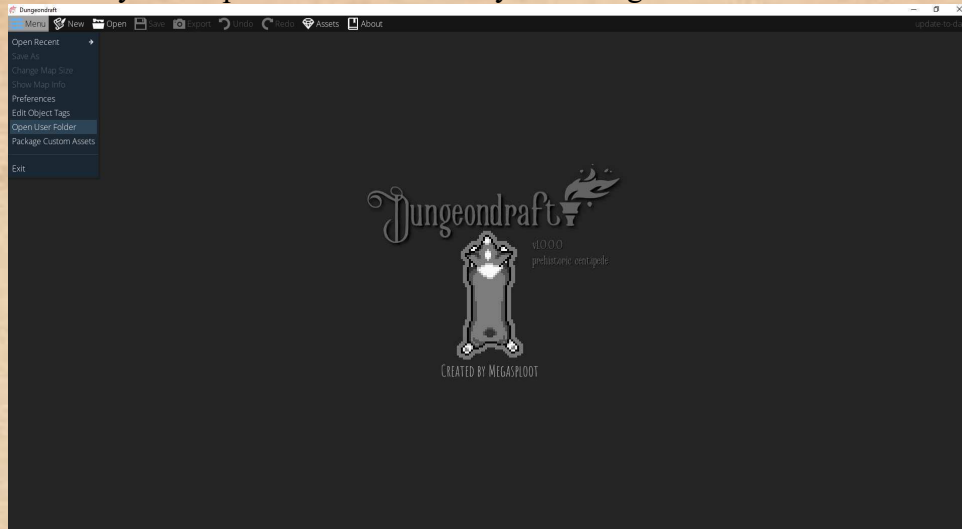 Dungeondraft
Menu New Open Save Export Undo Redo Assets About
Open Recent
Save As
Change Map Size
Show Map Info
Preferences
Edit Object Tags
Open User Folder
Package Custom Assets
Exit
Dungeondraft
v1.0.0.0
prehistoric centipede
CREATED BY MEGASPLOOT